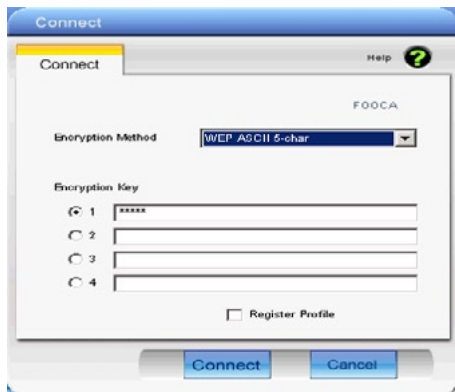 Connect
Connect
Help ?
FOOCA
Encryption Method WEP ASCII 5-char
Encryption Key
1 *****
2
3
4
Register Profile
Connect Cancel